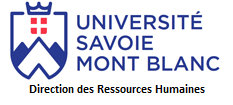 UNIVERSITÉ
SAVOIE
MONT BLANC
Direction des Ressources Humaines